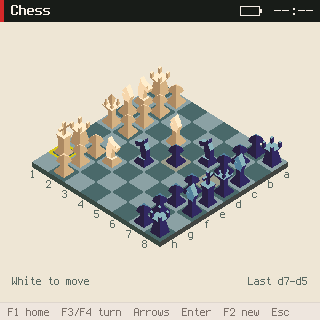 Chess --:--
1 a
2 b
3 c
4 d
5 e
6 f
7 g
8 h
White to move Last d7-d5
F1 home F3/F4 turn Arrows Enter F2 new Esc